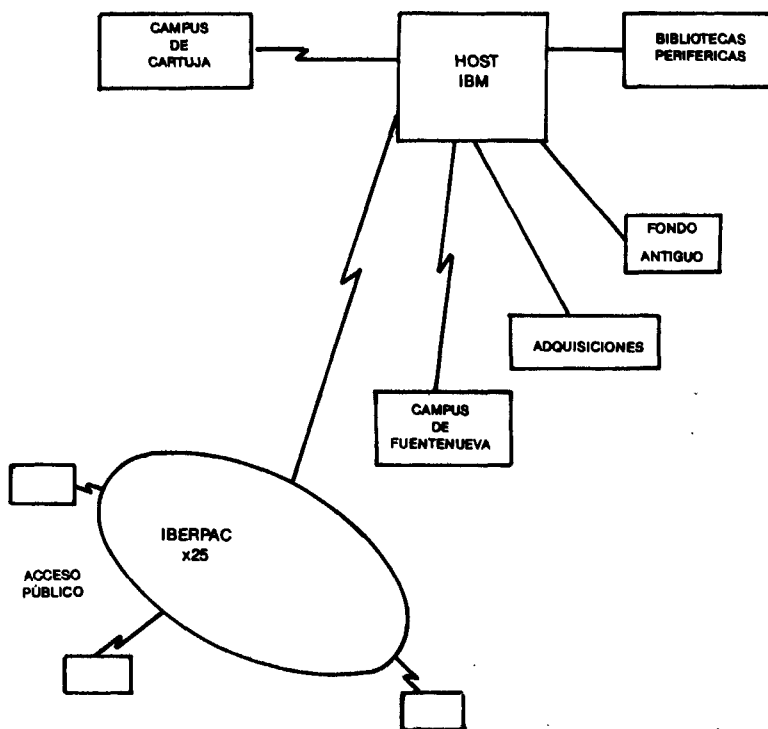 CAMPUS
DE
CARTUJA
HOST
IBM
BIBLIOTECAS
PERIFERICAS
FONDO
ANTIGUO
ADQUISICIONES
CAMPUS
DE
FUENTENUEVA
IBERPAC
x25
ACCESO
PÚBLICO